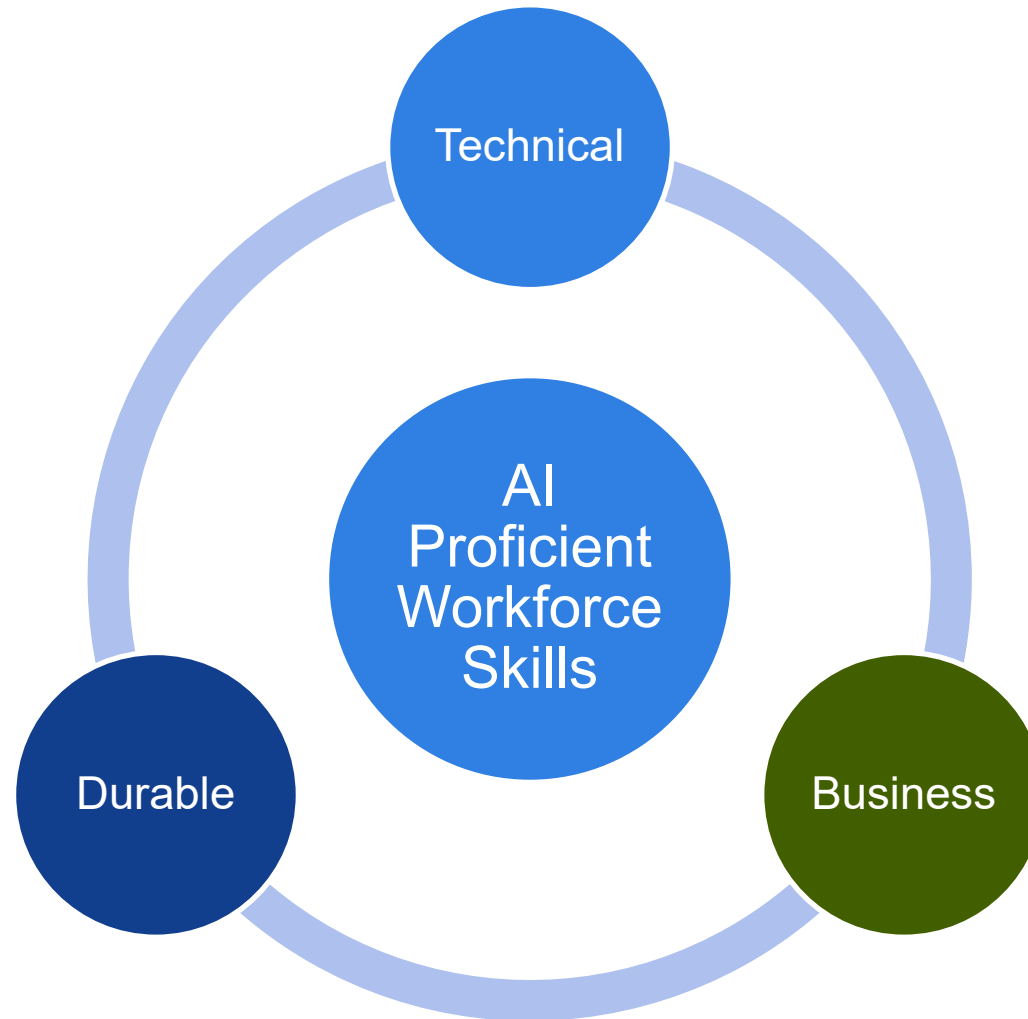 Technical
AI
Proficient
Workforce
Skills
Durable
Business